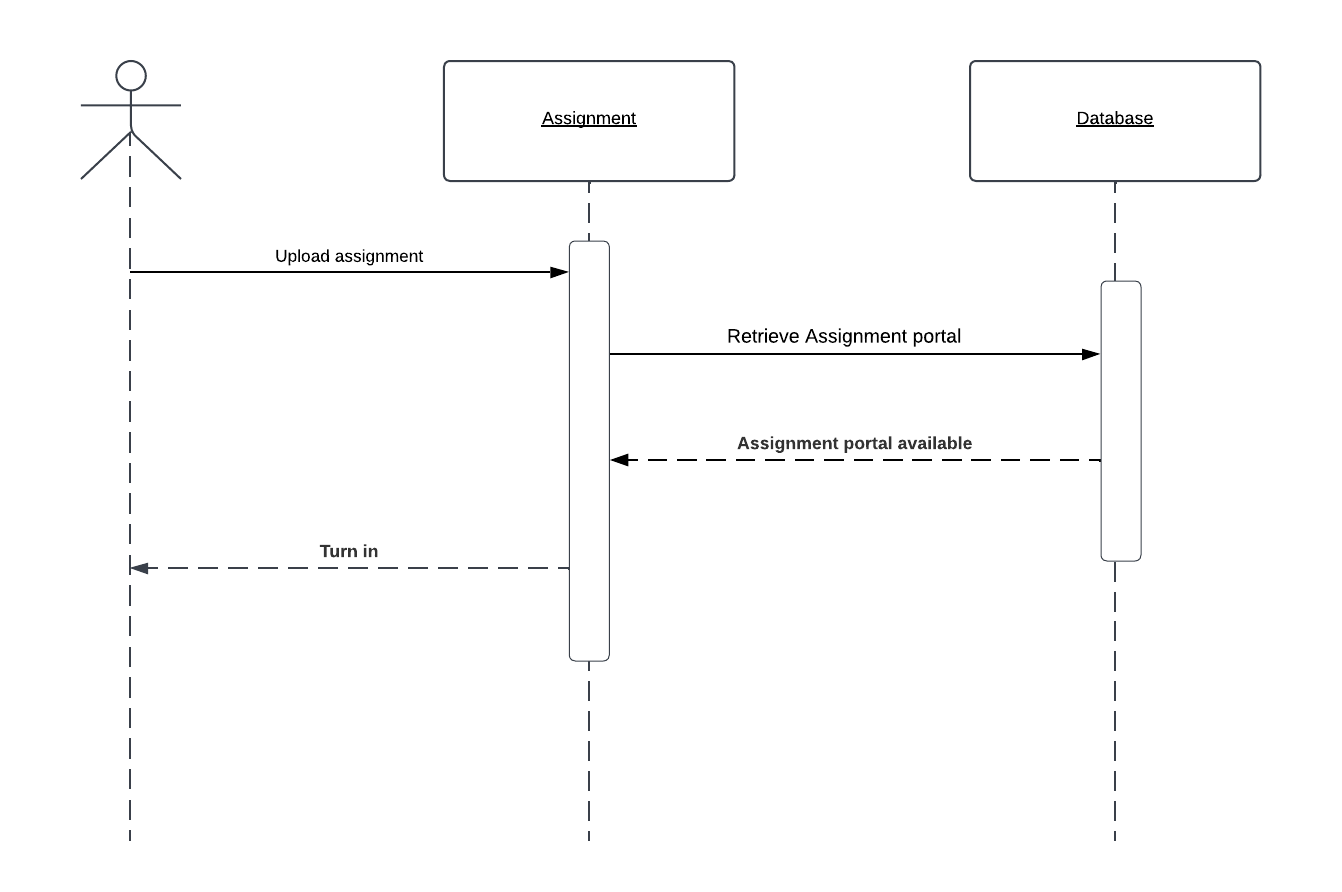 Assignment
Database
Upload assignment
Retrieve Assignment portal
Assignment portal available
Turn in